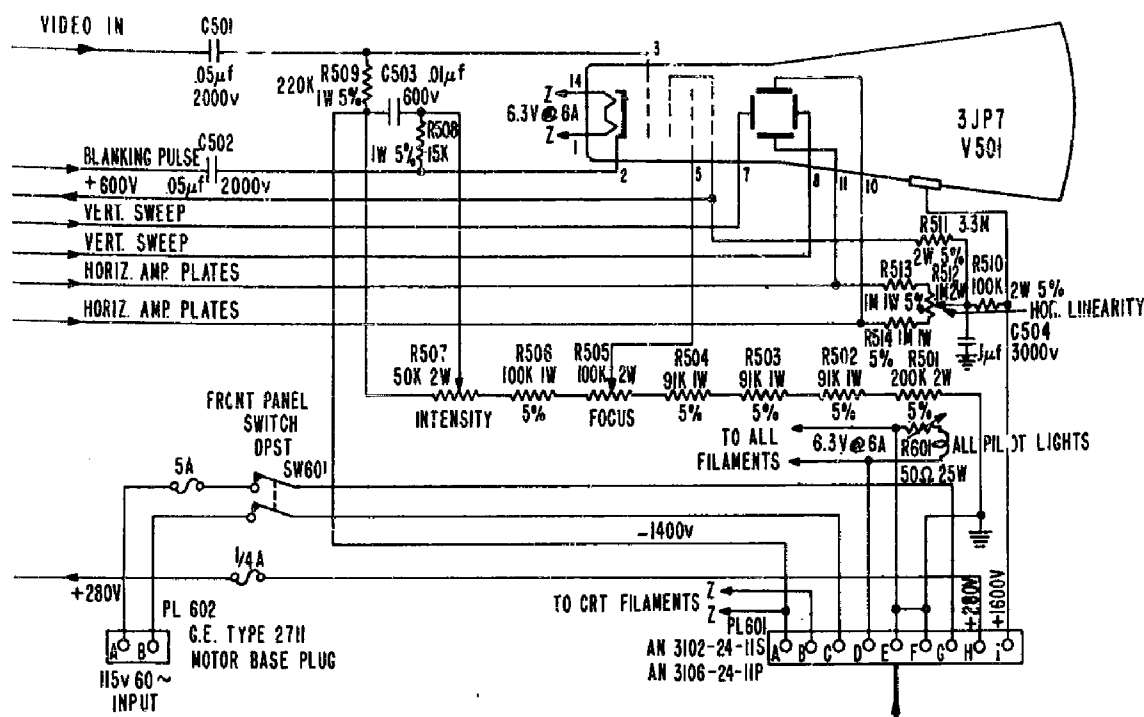 VIDEO IN
C501
.05µf
2000v
220K
R509
1W 5%
C503
.01µf
600v
R508
15K
1W 5%
14
Z
6.3V@6A
Z
1
3
2
5
7
8
11
10
3JP7
V501
BLANKING PULSE
C502
.05µf
2000v
+600V
VERT. SWEEP
VERT. SWEEP
HORIZ. AMP. PLATES
HORIZ. AMP. PLATES
R511 3.3M
2W 5%
R513
1M 1W 5%
R512
1M 2W
R510
100K
2W 5%
HOR. LINEARITY
R514 1M 1W
5%
C504
.1µf 3000v
R507
50K 2W
INTENSITY
R506
100K 1W
5%
R505
100K 2W
FOCUS
R504
91K 1W
5%
R503
91K 1W
5%
R502
91K 1W
5%
R501
200K 2W
5%
FRONT PANEL
SWITCH
DPST
SW601
5A
1/4A
TO ALL
FILAMENTS
6.3V@6A
R601
50Ω 25W
ALL PILOT LIGHTS
-1400v
+280V
PL 602
G.E. TYPE 2711
MOTOR BASE PLUG
A B
115v 60~
INPUT
TO CRT FILAMENTS
Z
Z
PL601
AN 3102-24-11S
AN 3106-24-11P
+280V
+1600V
A B C D E F G H i